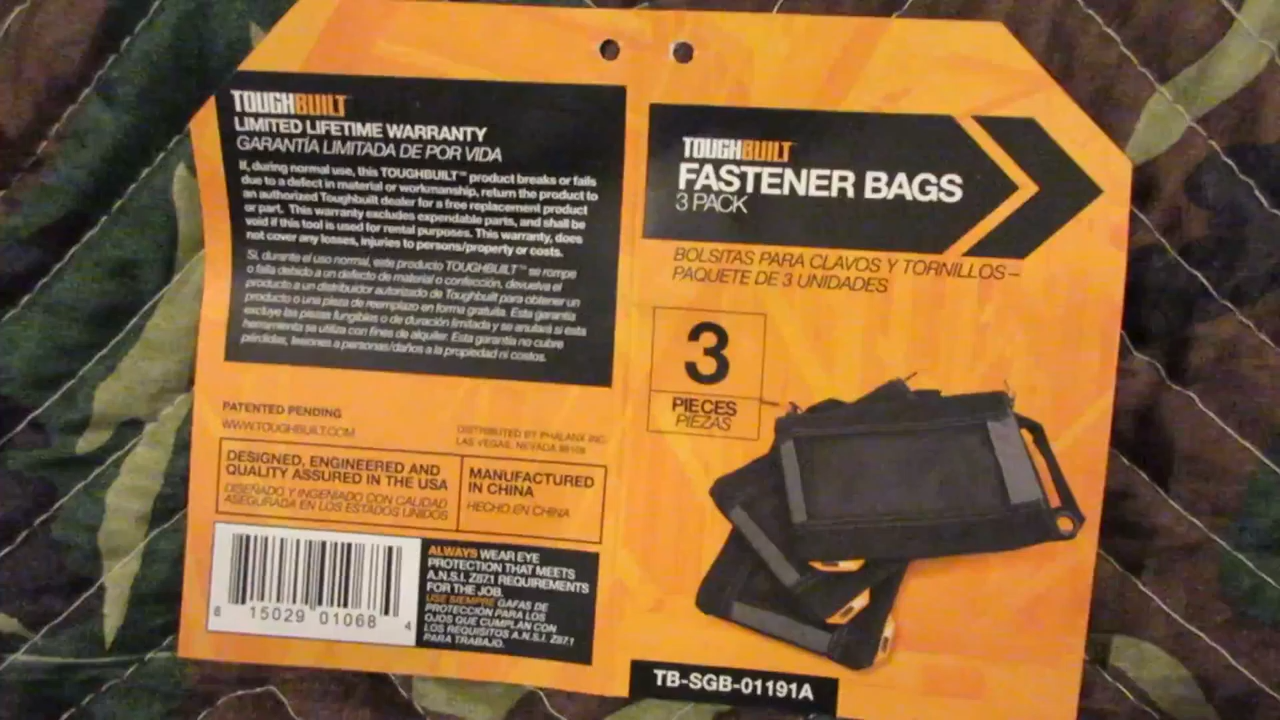 TOUGHBUILT
LIMITED LIFETIME WARRANTY
GARANTÍA LIMITADA DE POR VIDA
If, during normal use, this TOUGHBUILT™ product breaks or fails
due to a defect in material or workmanship, return the product to
an authorized Toughbuilt dealer for a free replacement product
or part. This warranty excludes expendable parts, and shall be
void if this tool is used for rental purposes. This warranty, does
not cover any losses, injuries to persons/property or costs.
Si, durante el uso normal, este producto TOUGHBUILT™ se rompe
o falla debido a un defecto de material o confección, devuelva el
producto a un distribuidor autorizado de Toughbuilt para obtener un
producto o una pieza de reemplazo en forma gratuita. Esta garantía
excluye las piezas fungibles o de duración limitada y se anulará si esta
herramienta se utiliza con fines de alquiler. Esta garantía no cubre
pérdidas, lesiones a personas/daños a la propiedad ni costos.
PATENTED PENDING
WWW.TOUGHBUILT.COM
DISTRIBUTED BY PHALANX INC.
LAS VEGAS, NEVADA
DESIGNED, ENGINEERED AND
QUALITY ASSURED IN THE USA
DISEÑADO Y INGENIADO CON CALIDAD
ASEGURADA EN LOS ESTADOS UNIDOS
MANUFACTURED
IN CHINA
HECHO EN CHINA
6 15029 01068 4
ALWAYS WEAR EYE
PROTECTION THAT MEETS
A.N.S.I. Z87.1 REQUIREMENTS
FOR THE JOB.
USE SIEMPRE GAFAS DE
PROTECCIÓN PARA LOS
OJOS QUE CUMPLAN CON
LOS REQUISITOS A.N.S.I. Z87.1
PARA TRABAJO.
TOUGHBUILT
FASTENER BAGS
3 PACK
BOLSITAS PARA CLAVOS Y TORNILLOS –
PAQUETE DE 3 UNIDADES
3
PIECES
PIEZAS
TB-SGB-01191A